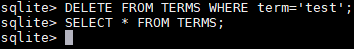 sqlite> DELETE FROM TERMS WHERE term='test';
sqlite> SELECT * FROM TERMS;
sqlite>